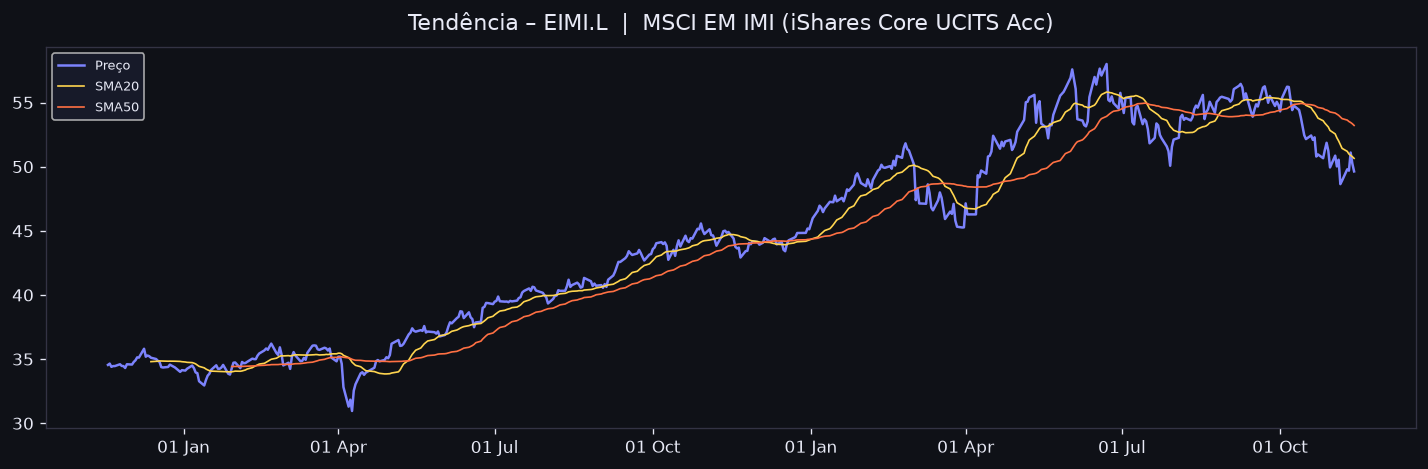 Tendência – EIMI.L | MSCI EM IMI (iShares Core UCITS Acc)
Preço
SMA20
SMA50
55
50
45
40
35
30
01 Jan
01 Apr
01 Jul
01 Oct
01 Jan
01 Apr
01 Jul
01 Oct